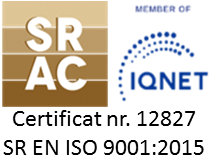 SR
AC
MEMBER OF
IQNET
Certificat nr. 12827
SR EN ISO 9001:2015